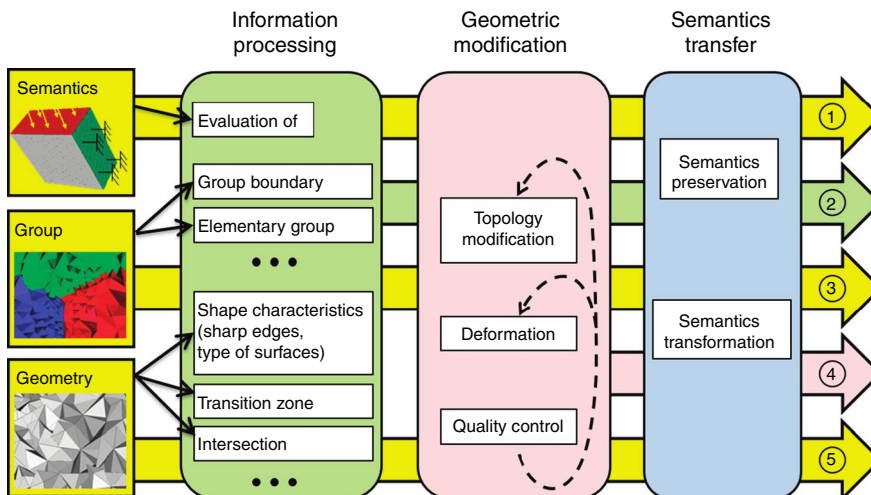 Information
processing
Geometric
modification
Semantics
transfer
Semantics
Evaluation of
Group boundary
Elementary group
Group
Shape characteristics
(sharp edges,
type of surfaces)
Geometry
Transition zone
Intersection
Topology
modification
Deformation
Quality control
Semantics
preservation
Semantics
transformation
1
2
3
4
5